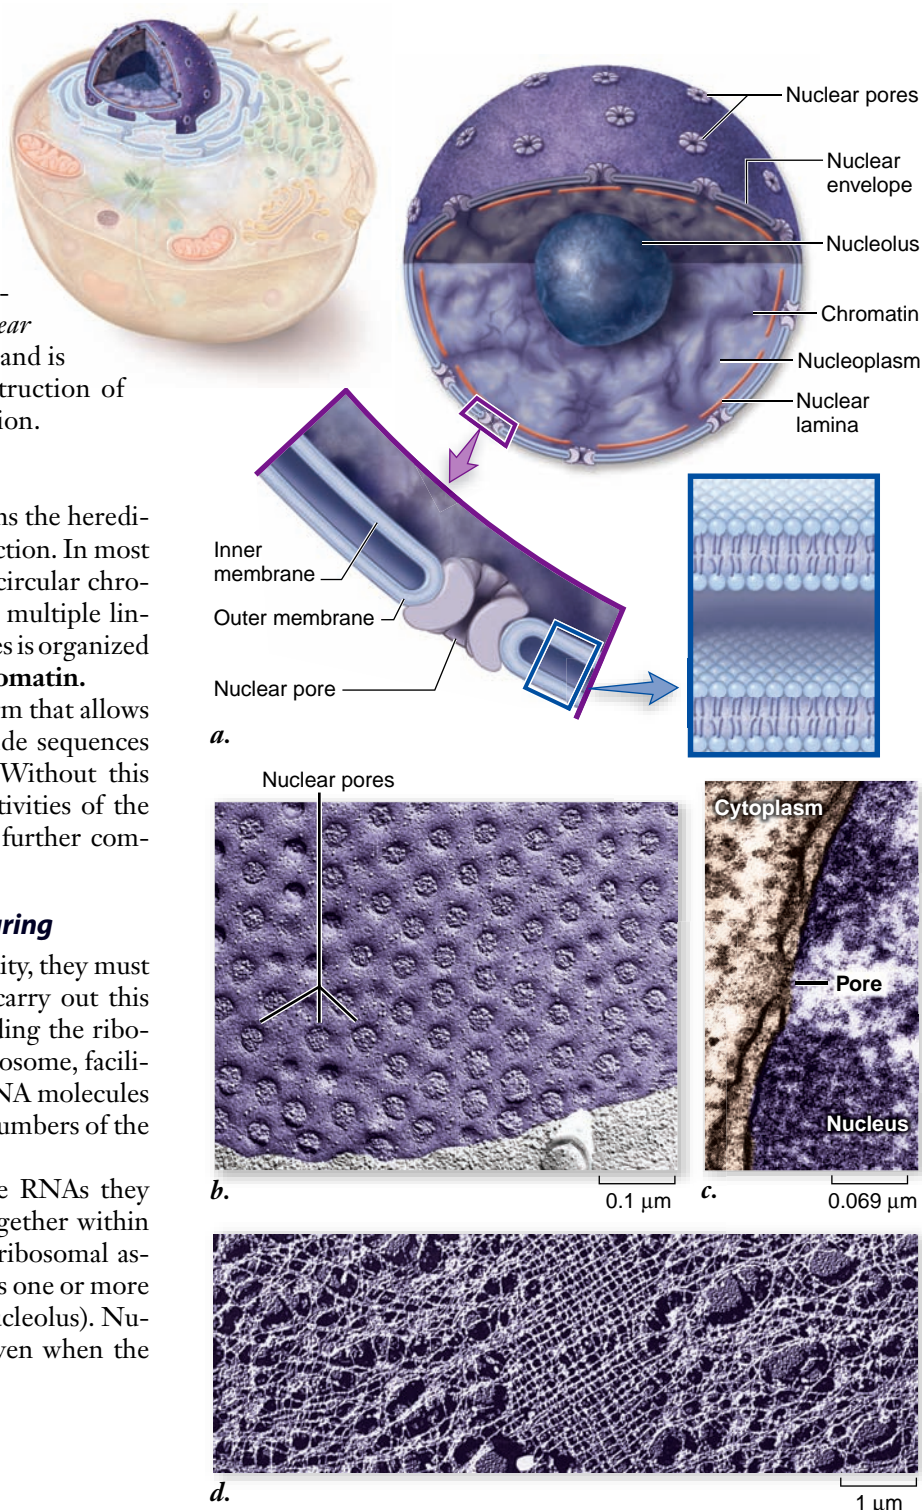 Nuclear pores
Nuclear
envelope
Nucleolus
Chromatin
Nucleoplasm
Nuclear
lamina
-
ear
and is
truction of
ion.
Inner
membrane
Outer membrane
Nuclear pore
a.
ns the heredi-
ction. In most
circular chro-
multiple lin-
es is organized
omatin.
rm that allows
de sequences
Without this
tivities of the
further com-
uring
ity, they must
carry out this
ling the ribo-
osome, facili-
NA molecules
umbers of the
e RNAs they
gether within
ribosomal as-
s one or more
cleolus). Nu-
ven when the
Nuclear pores
b.
0.1 µm
Cytoplasm
Pore
Nucleus
c.
0.069 µm
d.
1 µm